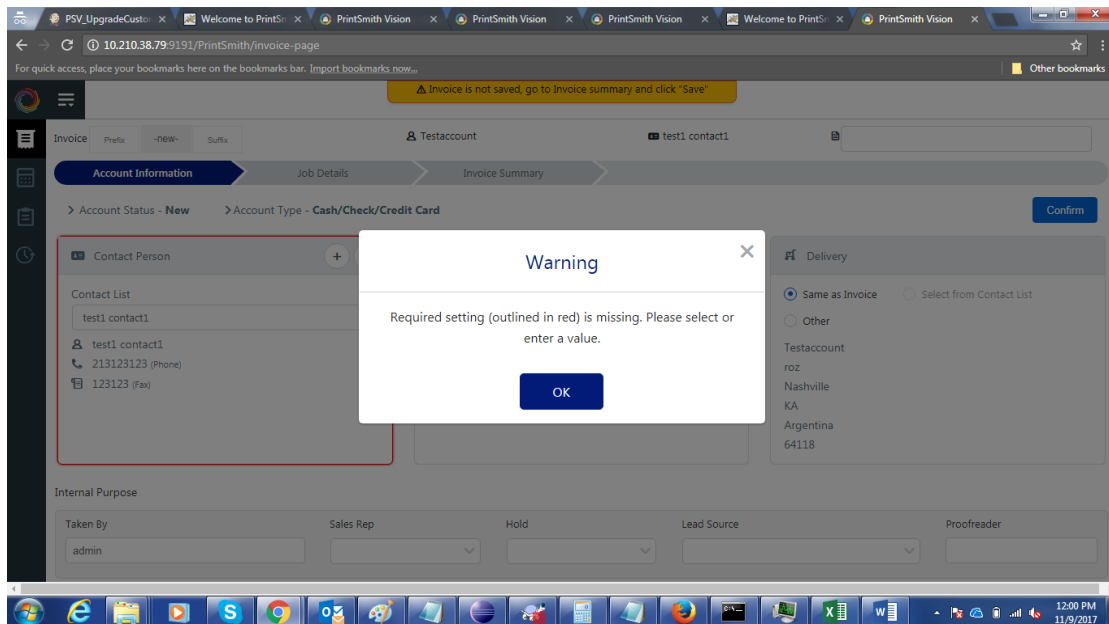 PSV_UpgradeCustor
Welcome to PrintSr
PrintSmith Vision
PrintSmith Vision
PrintSmith Vision
Welcome to PrintSr
PrintSmith Vision
10.210.38.79:9191/PrintSmith/invoice-page
For quick access, place your bookmarks here on the bookmarks bar. Import bookmarks now...
Other bookmarks
Invoice is not saved, go to Invoice summary and click "Save"
Invoice Prefix -new- Suffix
Testaccount
test1 contact1
Account Information
Job Details
Invoice Summary
Account Status - New
Account Type - Cash/Check/Credit Card
Confirm
Contact Person
Contact List
test1 contact1
test1 contact1
213123123 (Phone)
123123 (Fax)
Warning
Required setting (outlined in red) is missing. Please select or
enter a value.
OK
Delivery
Same as Invoice
Select from Contact List
Other
Testaccount
roz
Nashville
KA
Argentina
64118
Internal Purpose
Taken By
Sales Rep
Hold
Lead Source
Proofreader
admin
12:00 PM
11/9/2017